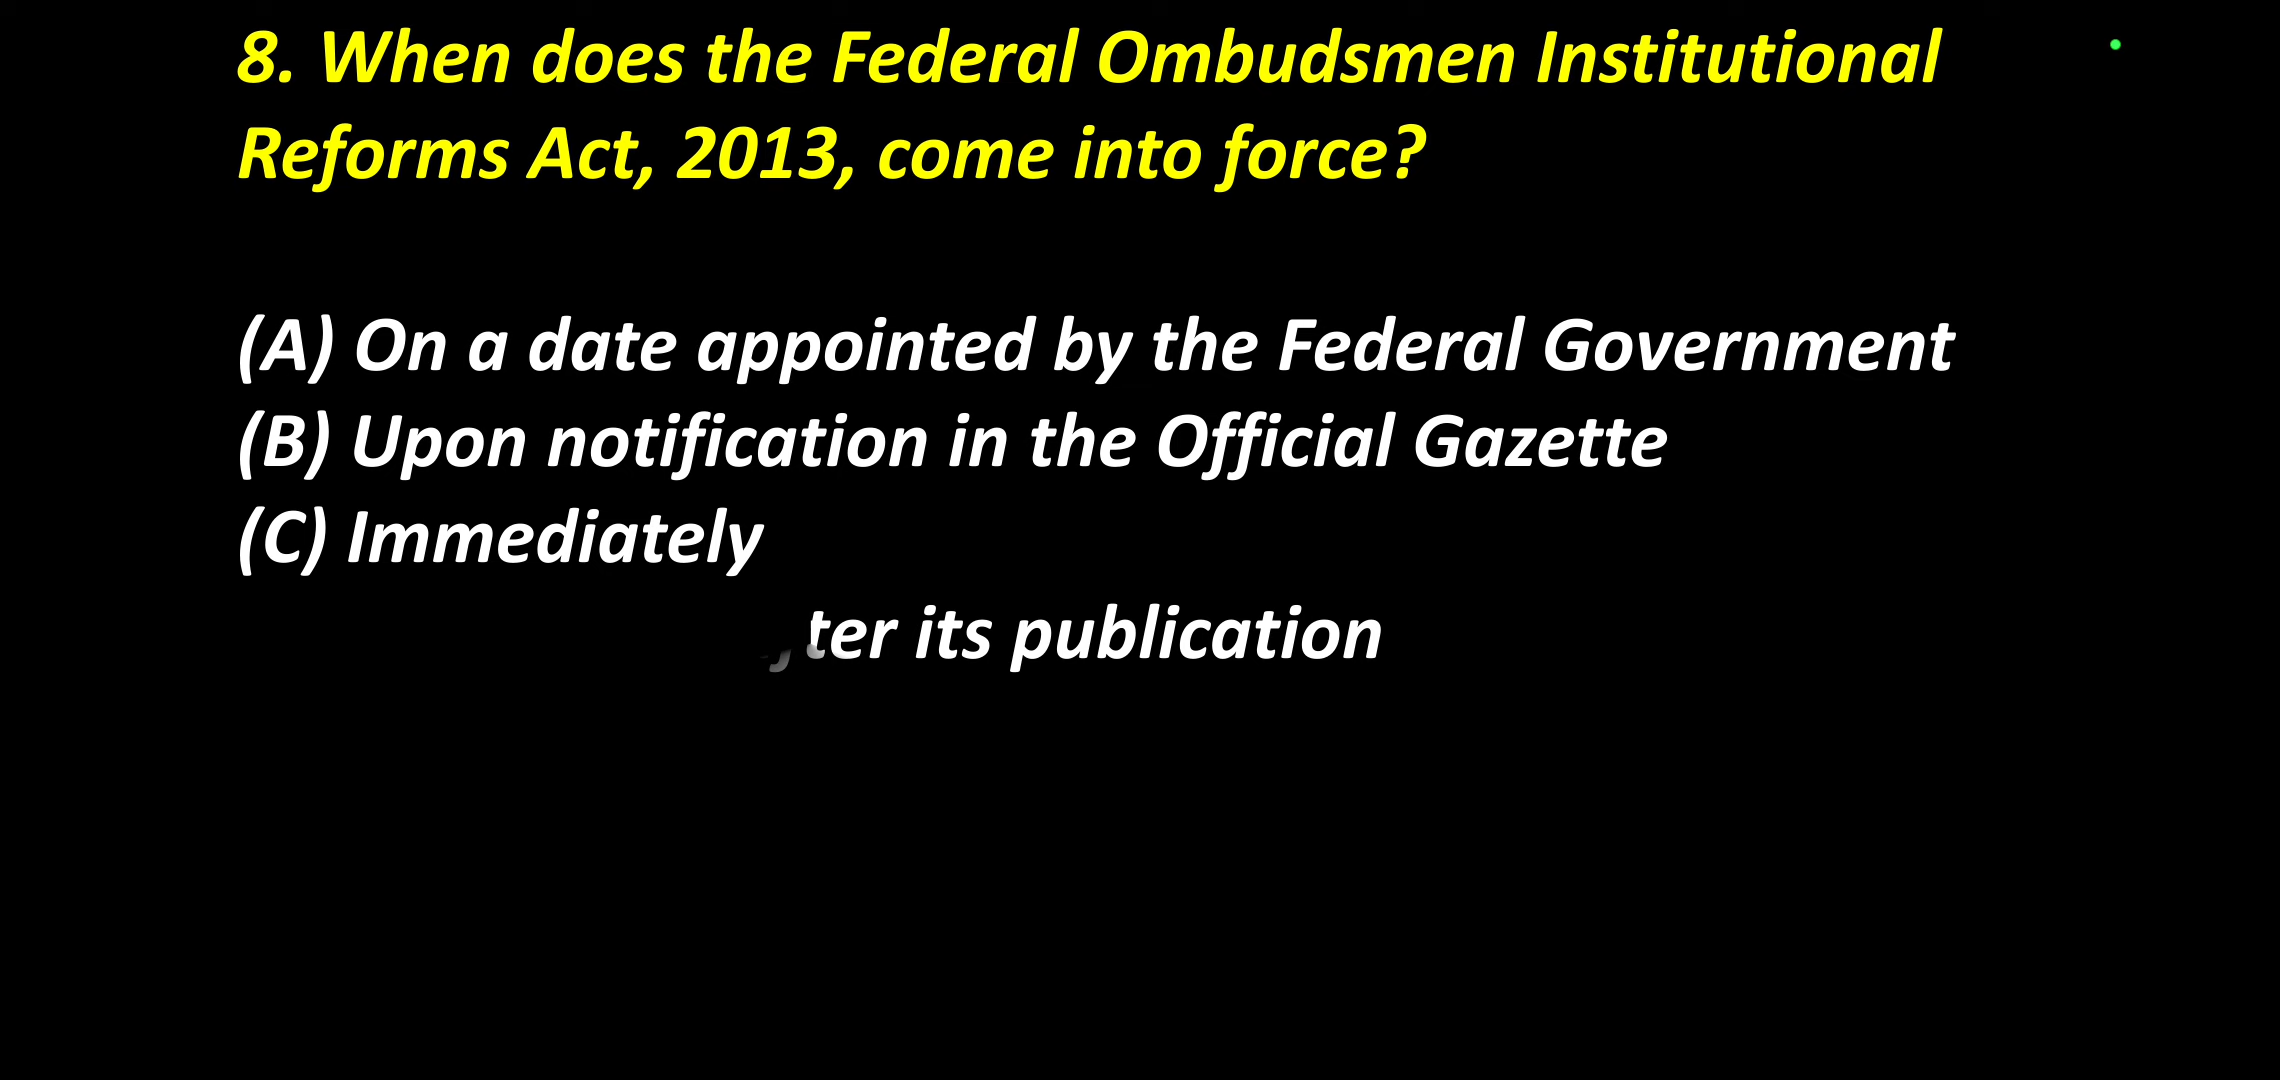 8. When does the Federal Ombudsmen Institutional
Reforms Act, 2013, come into force?
(A) On a date appointed by the Federal Government
(B) Upon notification in the Official Gazette
(C) Immediately
its publication